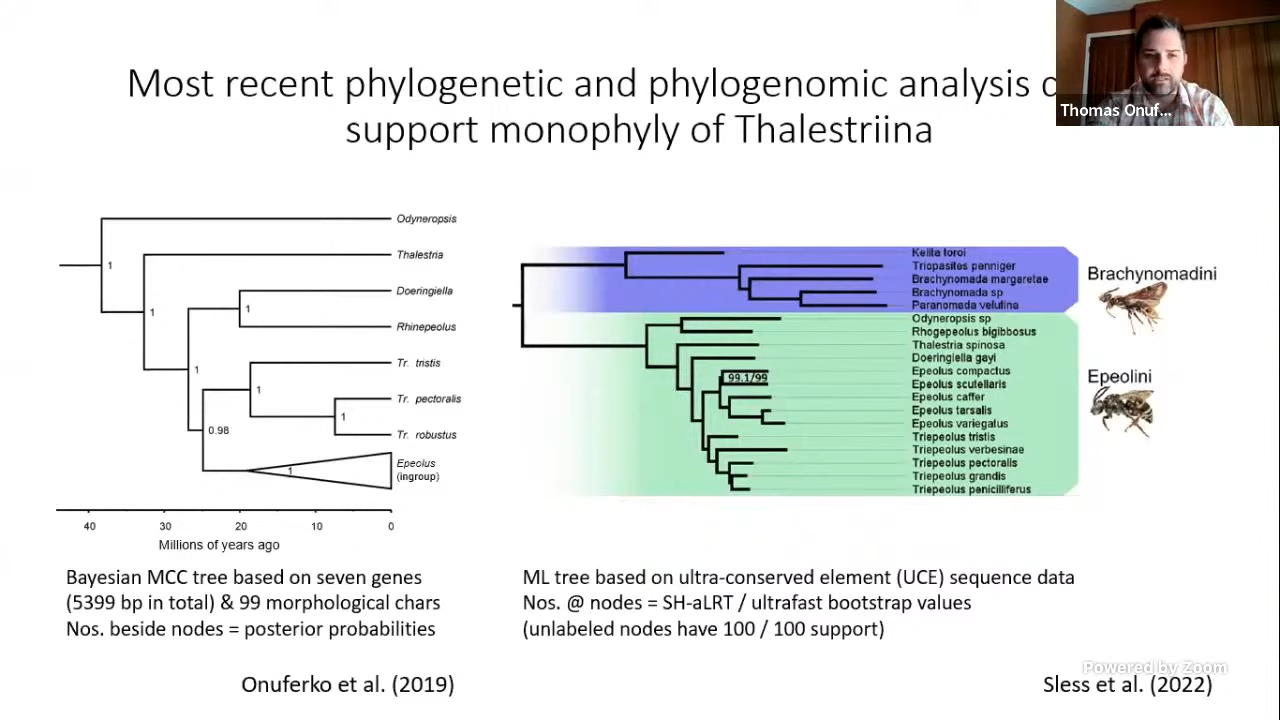 Most recent phylogenetic and phylogenomic analysis
support monophyly of Thalestriina
Thomas Onuf...
Odyneropsis
Thalestria
Doeringiella
Rhinepeolus
Tr. tristis
Tr. pectoralis
Tr. robustus
Epeolus
(ingroup)
1
1
1
1
1
1
0.98
1
40 30 20 10 0
Millions of years ago
Bayesian MCC tree based on seven genes
(5399 bp in total) & 99 morphological chars
Nos. beside nodes = posterior probabilities
Onuferko et al. (2019)
Kelita toroi
Triopasites penniger
Brachynomada margaretae
Brachynomada sp
Paranomada velutina
Odyneropsis sp
Rhogepeolus bigibbosus
Thalestria spinosa
Doeringiella gayi
Epeolus compactus
99.1/99
Epeolus scutellaris
Epeolus caffer
Epeolus tarsalis
Epeolus variegatus
Triepeolus tristis
Triepeolus verbesinae
Triepeolus pectoralis
Triepeolus grandis
Triepeolus penicilliferus
Brachynomadini
Epeolini
ML tree based on ultra-conserved element (UCE) sequence data
Nos. @ nodes = SH-aLRT / ultrafast bootstrap values
(unlabeled nodes have 100 / 100 support)
Powered by Zoom
Sless et al. (2022)